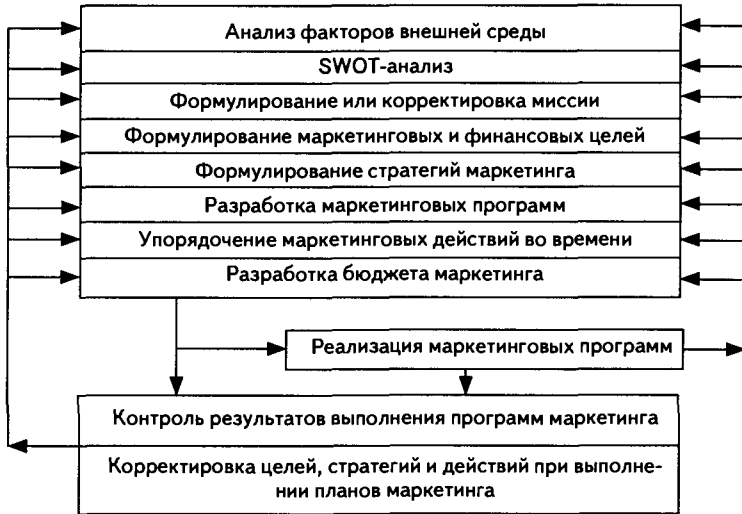 Анализ факторов внешней среды
SWOT-анализ
Формулирование или корректировка миссии
Формулирование маркетинговых и финансовых целей
Формулирование стратегий маркетинга
Разработка маркетинговых программ
Упорядочение маркетинговых действий во времени
Разработка бюджета маркетинга
Реализация маркетинговых программ
Контроль результатов выполнения программ маркетинга
Корректировка целей, стратегий и действий при выполне-
нии планов маркетинга